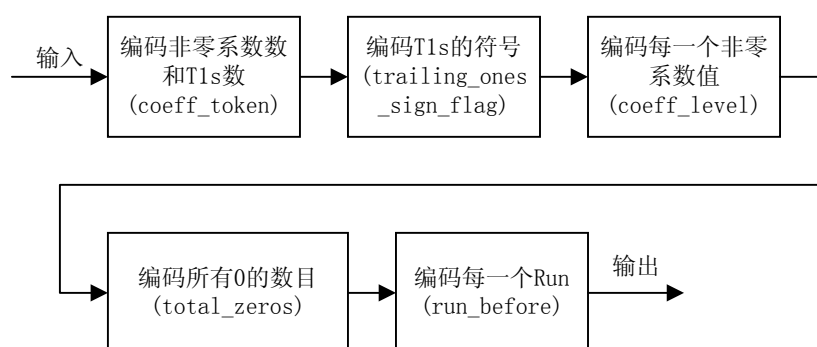 输入
编码非零系数数
和T1s数
(coeff_token)
编码T1s的符号
(trailing_ones
_sign_flag)
编码每一个非零
系数值
(coeff_level)
编码所有0的数目
(total_zeros)
编码每一个Run
(run_before)
输出